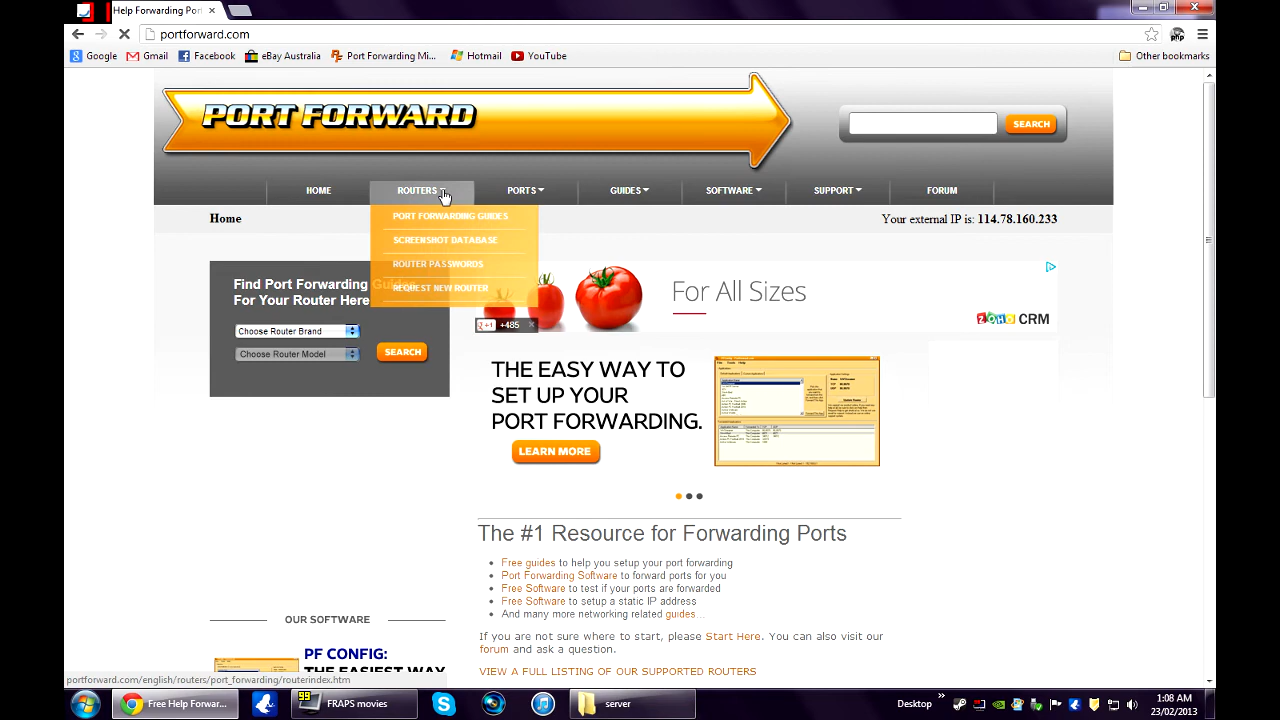 Help Forwarding Por
portforward.com
Google Gmail Facebook eBay Australia Port Forwarding Mi... Hotmail YouTube Other bookmarks
PORT FORWARD
SEARCH
HOME ROUTERS PORTS GUIDES SOFTWARE SUPPORT FORUM
Home
Your external IP is: 114.78.160.233
PORT FORWARDING GUIDES
SCREENSHOT DATABASE
ROUTER PASSWORDS
REQUEST NEW ROUTER
Find Port Forwarding Guides
For Your Router Here
Choose Router Brand
Choose Router Model
SEARCH
For All Sizes
ZOHO CRM
g +1 +485
THE EASY WAY TO
SET UP YOUR
PORT FORWARDING.
LEARN MORE
The #1 Resource for Forwarding Ports
Free guides to help you setup your port forwarding
Port Forwarding Software to forward ports for you
Free Software to test if your ports are forwarded
Free Software to setup a static IP address
And many more networking related guides...
If you are not sure where to start, please Start Here. You can also visit our
forum and ask a question.
VIEW A FULL LISTING OF OUR SUPPORTED ROUTERS
OUR SOFTWARE
PF CONFIG:
THE EASIEST WAY
portforward.com/english/routers/port_forwarding/routerindex.htm
Free Help Forwar... 99 FRAPS movies server Desktop
1:08 AM
23/02/2013